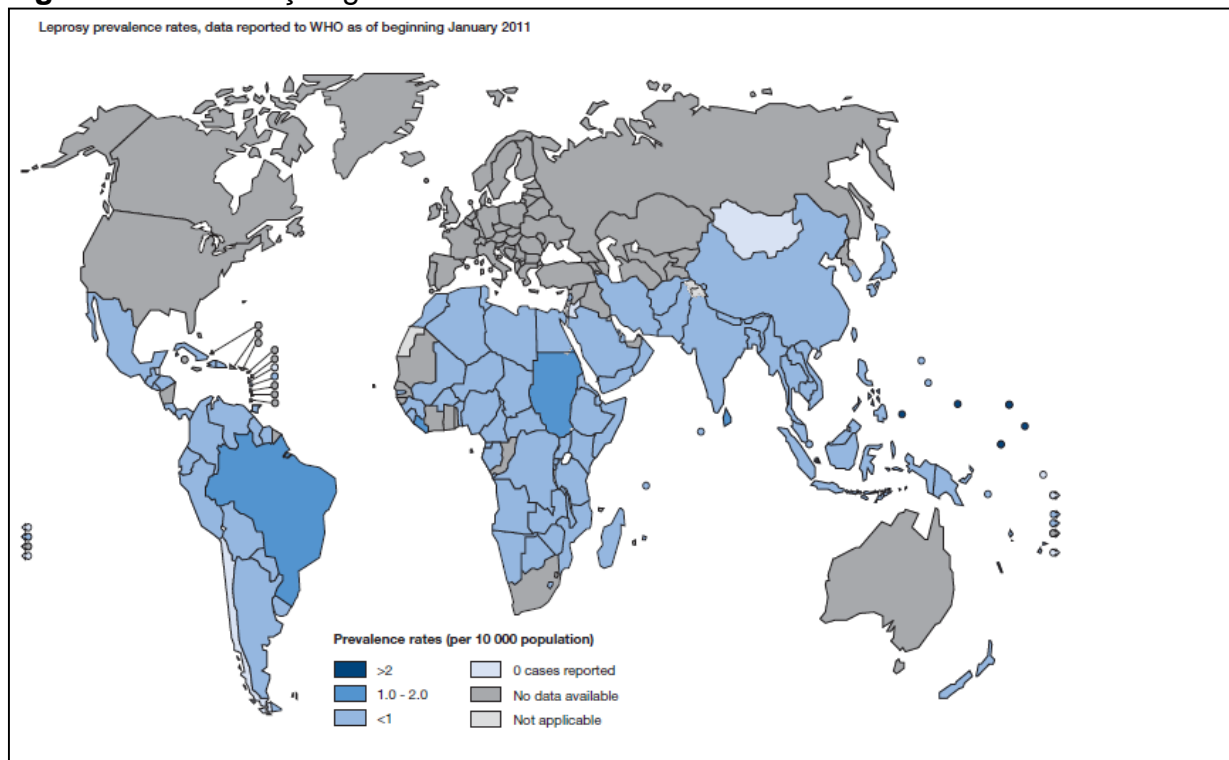 Leprosy prevalence rates, data reported to WHO as of beginning January 2011
Prevalence rates (per 10 000 population)
>2
1.0 - 2.0
<1
0 cases reported
No data available
Not applicable